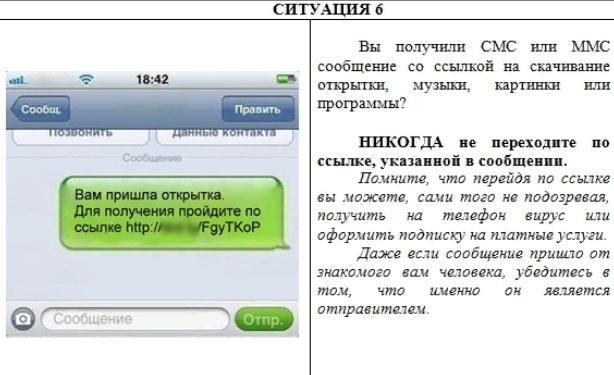 СИТУАЦИЯ 6
18:42
Сообщ.
Править
Позвонить
Данные контакта
Сообщение
Вам пришла открытка.
Для получения пройдите по
ссылке http:// /FgyTKoP
Сообщение
Отпр.
Вы получили СМС или ММС
сообщение со ссылкой на скачивание
открытки, музыки, картинки или
программы?
НИКОГДА не переходите по
ссылке, указанной в сообщении.
Помните, что перейдя по ссылке
вы можете, сами того не подозревая,
получить на телефон вирус или
оформить подписку на платные услуги.
Даже если сообщение пришло от
знакомого вам человека, убедитесь в
том, что именно он является
отправителем.